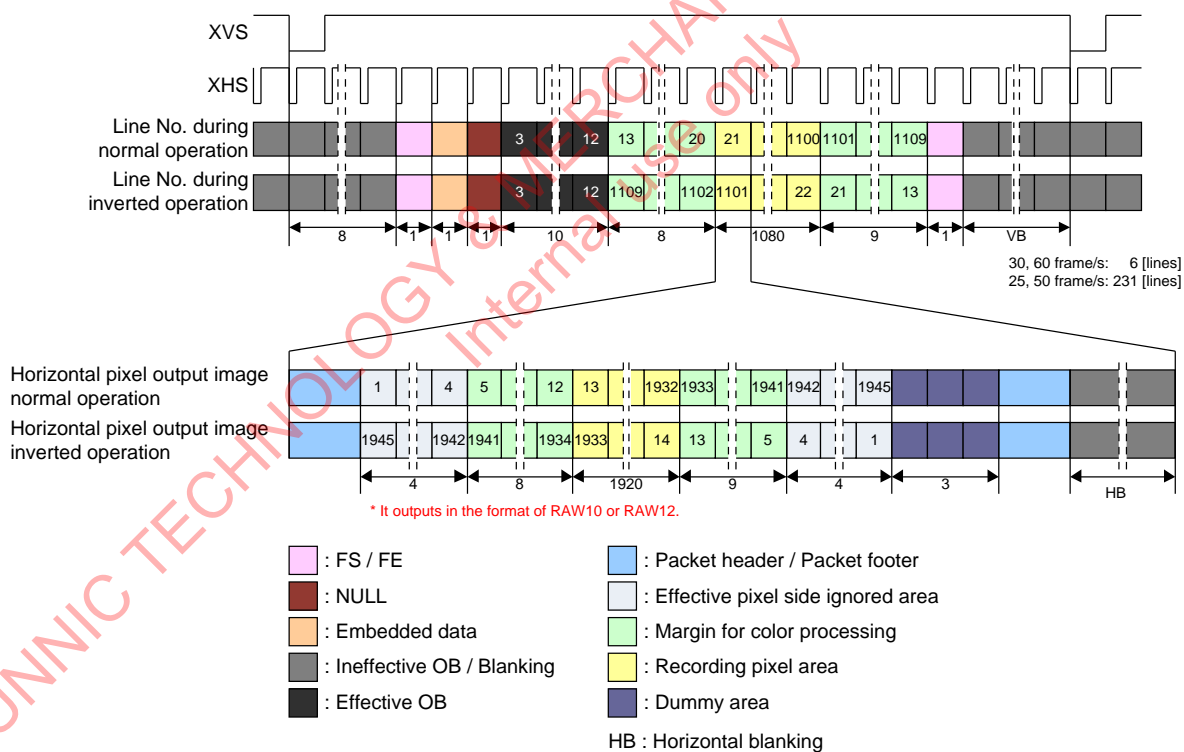 XVS
XHS
Line No. during
normal operation
3 12 13 20 21 1100 1101 1109
Line No. during
inverted operation
3 12 1109 1102 1101 22 21 13
8 1 1 1 10 8 1080 9 1 VB
30, 60 frame/s: 6 [lines]
25, 50 frame/s: 231 [lines]
Horizontal pixel output image
normal operation
1 4 5 12 13 1932 1933 1941 1942 1945
Horizontal pixel output image
inverted operation
1945 1942 1941 1934 1933 14 13 5 4 1
4 8 1920 9 4 3 HB
* It outputs in the format of RAW10 or RAW12.
: FS / FE
: NULL
: Embedded data
: Ineffective OB / Blanking
: Effective OB
: Packet header / Packet footer
: Effective pixel side ignored area
: Margin for color processing
: Recording pixel area
: Dummy area
HB : Horizontal blanking
UNNIC TECHNOLOGY & MERCHAN
Internal use only